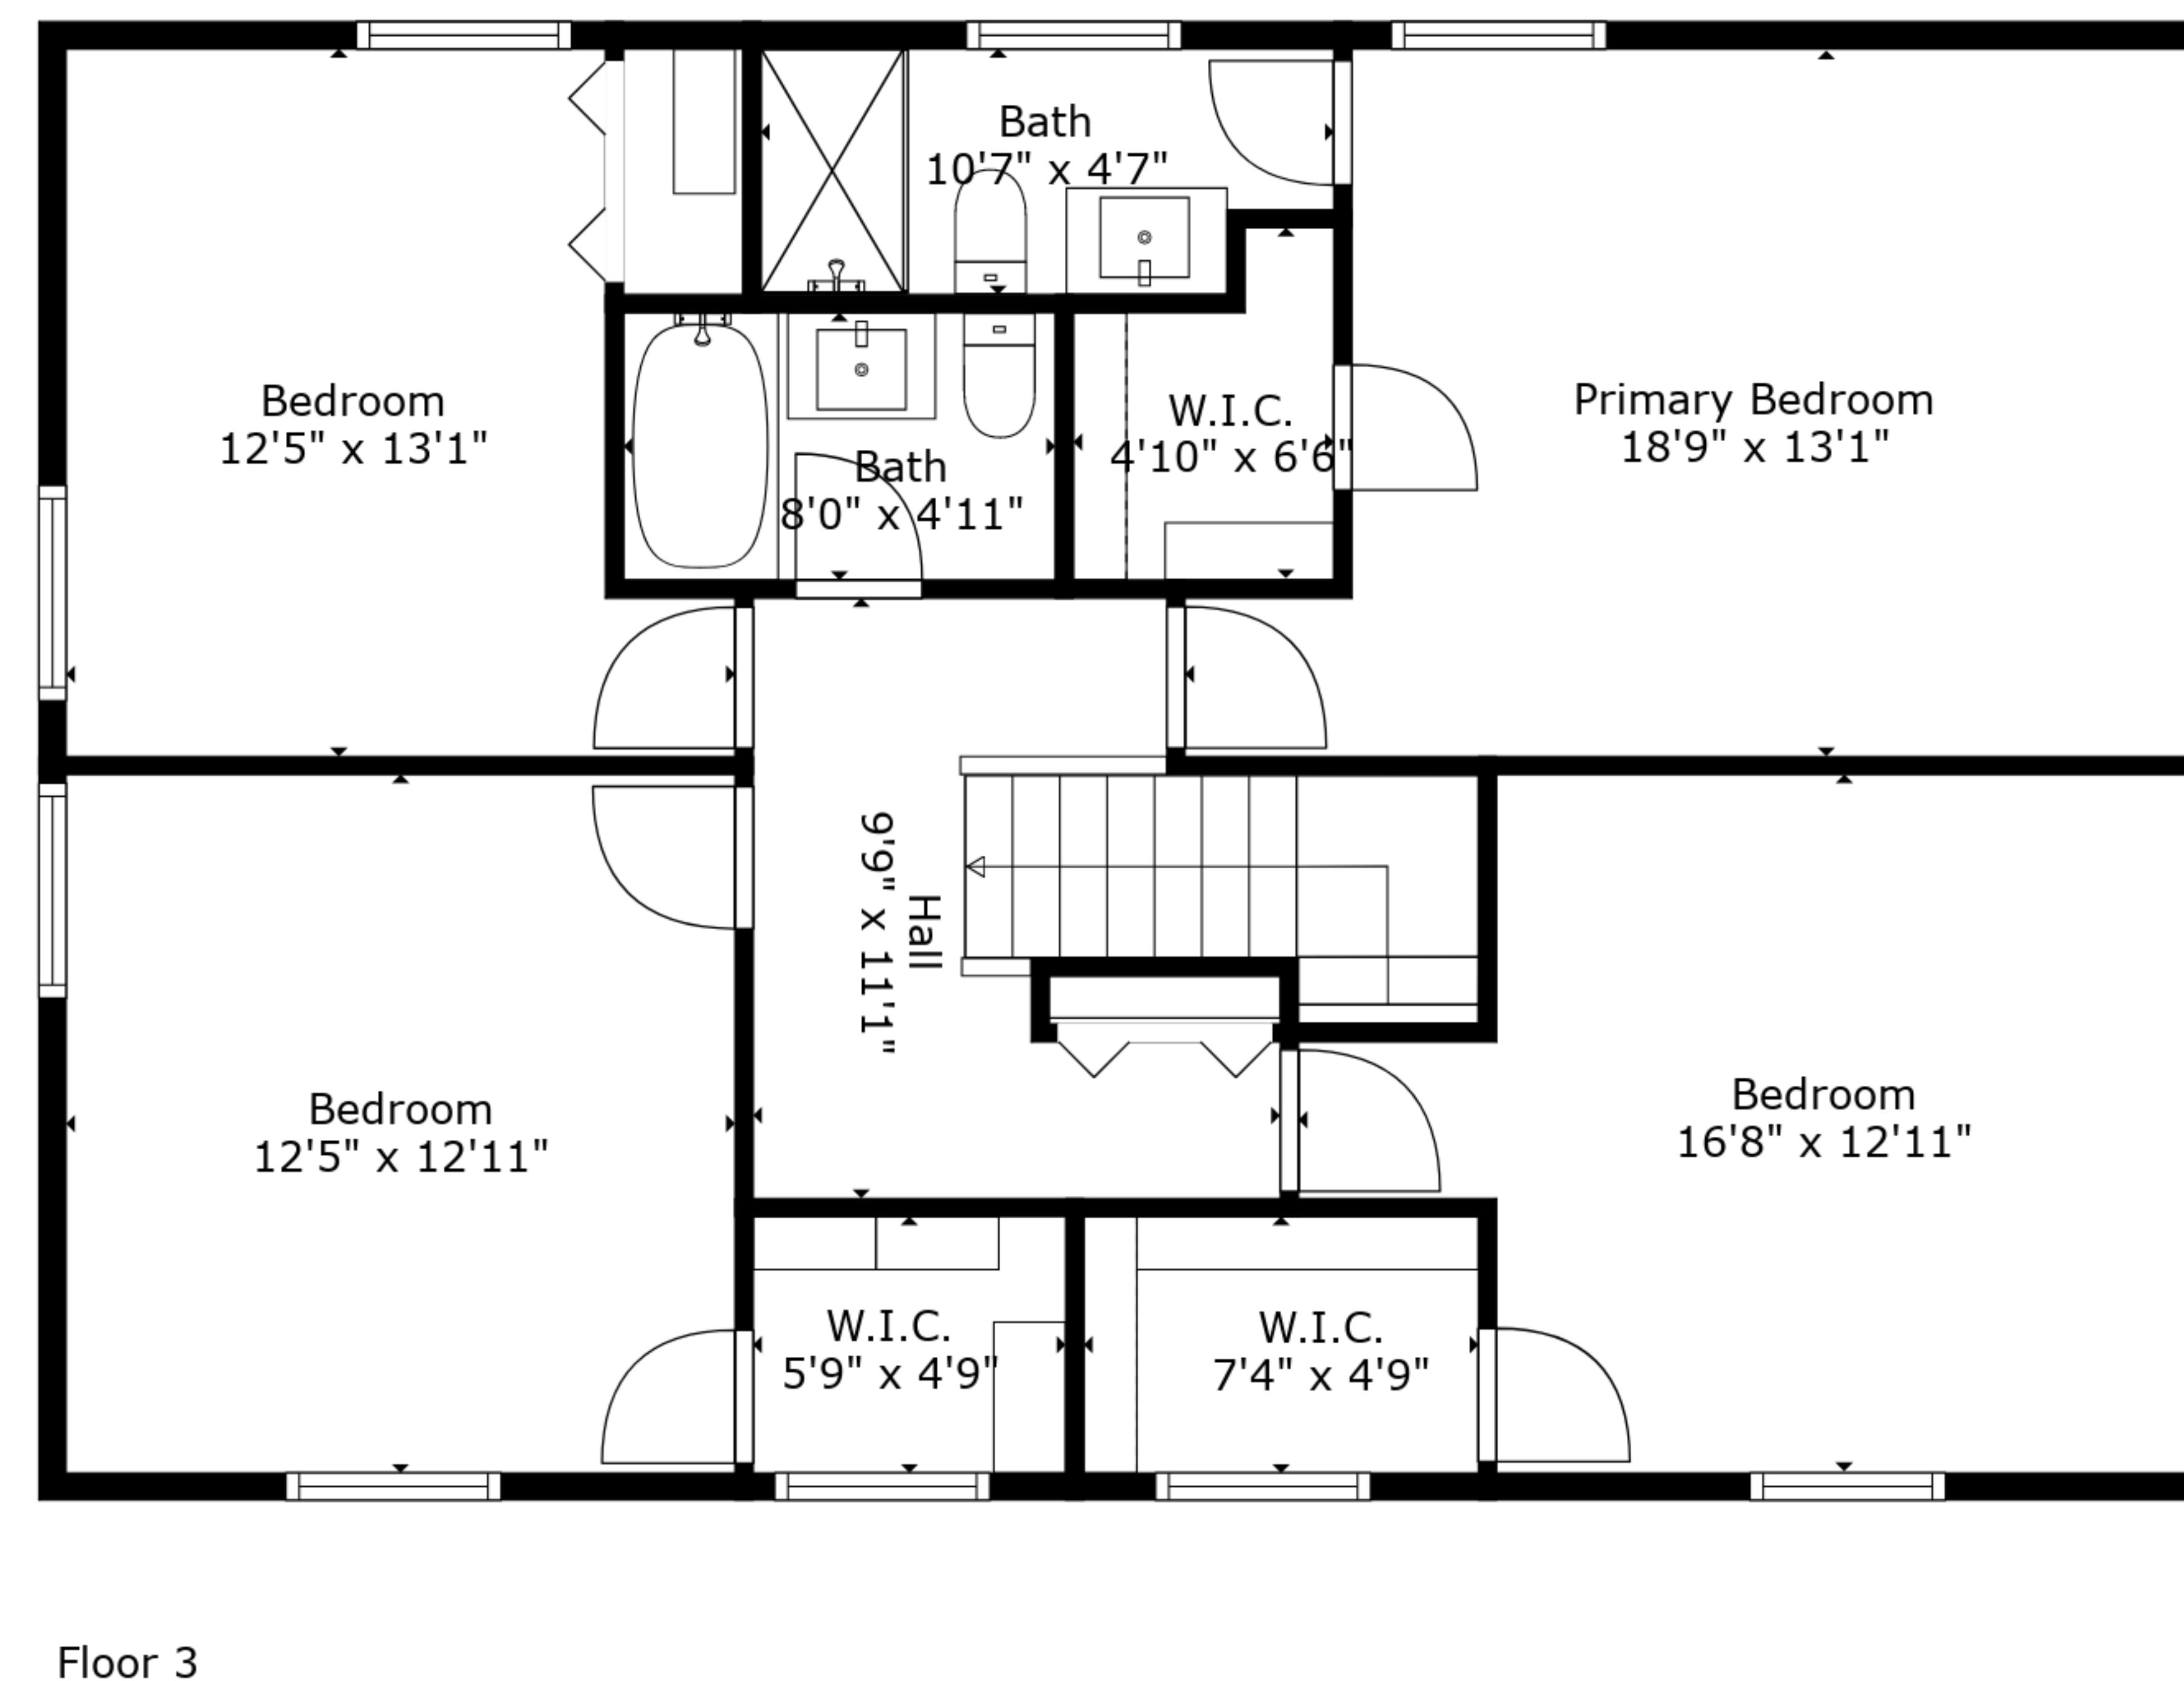 Bath
10'7" x 4'7"
Bedroom
12'5" x 13'1"
W.I.C.
4'10" x 6'6"
Primary Bedroom
18'9" x 13'1"
Bath
8'0" x 4'11"
Hall
9'9" x 11'1"
Bedroom
12'5" x 12'11"
Bedroom
16'8" x 12'11"
W.I.C.
5'9" x 4'9"
W.I.C.
7'4" x 4'9"
Floor 3